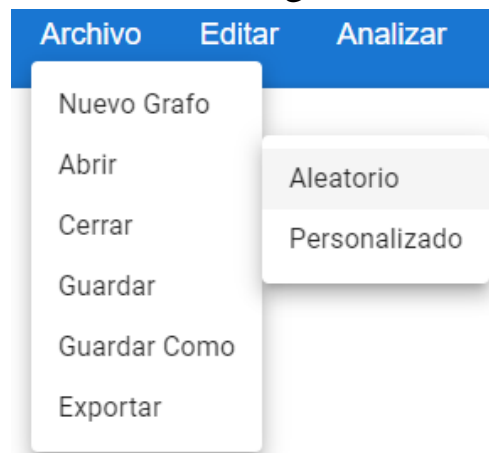 Archivo Editar Analizar
Nuevo Grafo
Abrir
Cerrar
Guardar
Guardar Como
Exportar
Aleatorio
Personalizado